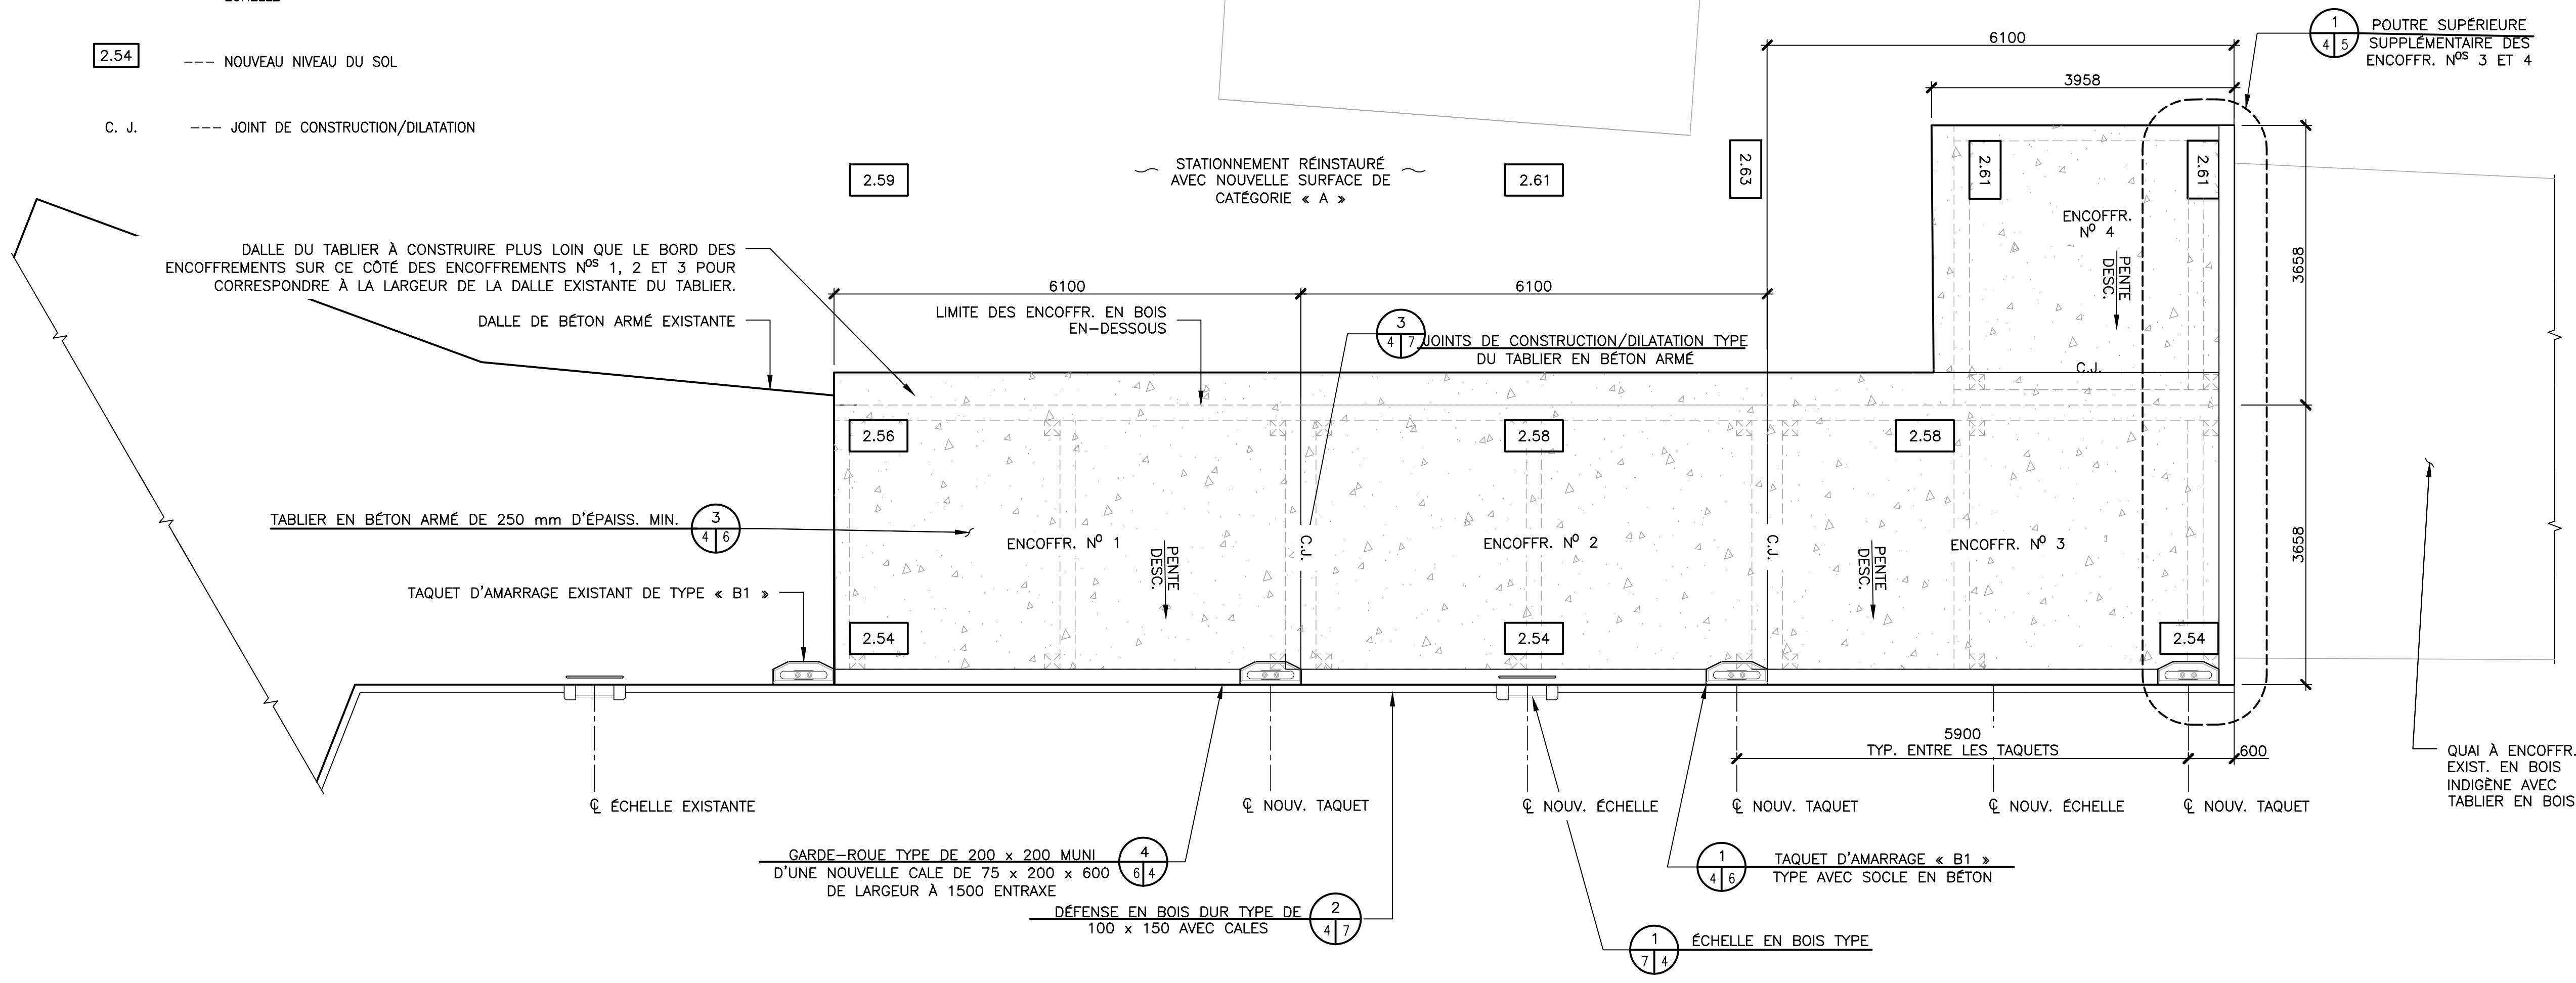 2.54
--- NOUVEAU NIVEAU DU SOL
C. J.
--- JOINT DE CONSTRUCTION/DILATATION
6100
3958
1
4 5
POUTRE SUPÉRIEURE
SUPPLÉMENTAIRE DES
ENCOFFR. NOS 3 ET 4
2.59
STATIONNEMENT RÉINSTAURÉ
AVEC NOUVELLE SURFACE DE
CATÉGORIE « A »
2.61
2.63
2.61
2.61
ENCOFFR.
NO 4
PENTE
DESC.
3658
DALLE DU TABLIER À CONSTRUIRE PLUS LOIN QUE LE BORD DES
ENCOFFREMENTS SUR CE CÔTÉ DES ENCOFFREMENTS NOS 1, 2 ET 3 POUR
CORRESPONDRE À LA LARGEUR DE LA DALLE EXISTANTE DU TABLIER.
6100
6100
DALLE DE BÉTON ARMÉ EXISTANTE
LIMITE DES ENCOFFR. EN BOIS
EN-DESSOUS
3
4 7
JOINTS DE CONSTRUCTION/DILATATION TYPE
DU TABLIER EN BÉTON ARMÉ
C.J.
2.56
2.58
2.58
TABLIER EN BÉTON ARMÉ DE 250 mm D'ÉPAISS. MIN.
3
4 6
ENCOFFR. NO 1
PENTE
DESC.
C.J.
ENCOFFR. NO 2
C.J.
PENTE
DESC.
ENCOFFR. NO 3
3658
TAQUET D'AMARRAGE EXISTANT DE TYPE « B1 »
2.54
2.54
2.54
5900
TYP. ENTRE LES TAQUETS
600
QUAI À ENCOFFR.
EXIST. EN BOIS
INDIGÈNE AVEC
TABLIER EN BOIS
℄ ÉCHELLE EXISTANTE
℄ NOUV. TAQUET
℄ NOUV. ÉCHELLE
℄ NOUV. TAQUET
℄ NOUV. ÉCHELLE
℄ NOUV. TAQUET
GARDE-ROUE TYPE DE 200 x 200 MUNI
D'UNE NOUVELLE CALE DE 75 x 200 x 600
DE LARGEUR À 1500 ENTRAXE
4
6 4
1
4 6
TAQUET D'AMARRAGE « B1 »
TYPE AVEC SOCLE EN BÉTON
DÉFENSE EN BOIS DUR TYPE DE
100 x 150 AVEC CALES
2
4 7
1
7 4
ÉCHELLE EN BOIS TYPE